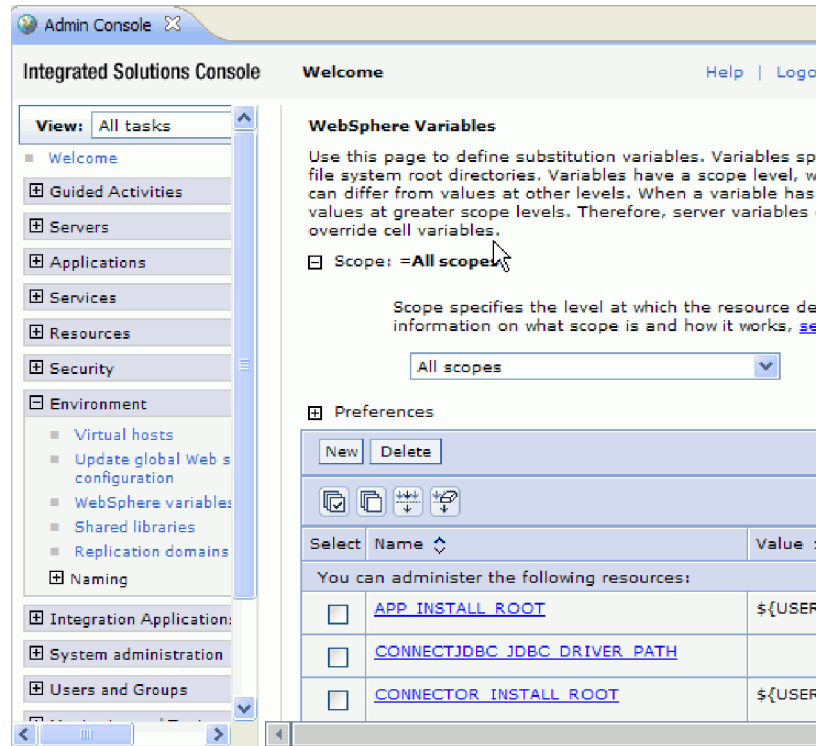 Admin Console
Integrated Solutions Console
Welcome
Help | Logo
View: All tasks
Welcome
Guided Activities
Servers
Applications
Services
Resources
Security
Environment
Virtual hosts
Update global Web s
configuration
WebSphere variables
Shared libraries
Replication domains
Naming
Integration Applications
System administration
Users and Groups
WebSphere Variables
Use this page to define substitution variables. Variables sp
file system root directories. Variables have a scope level, w
can differ from values at other levels. When a variable has
values at greater scope levels. Therefore, server variables
override cell variables.
Scope: =All scopes
Scope specifies the level at which the resource de
information on what scope is and how it works, se
All scopes
Preferences
New Delete
Select Name Value
You can administer the following resources:
APP_INSTALL_ROOT ${USER
CONNECTJDBC_JDBC_DRIVER_PATH
CONNECTOR_INSTALL_ROOT ${USER